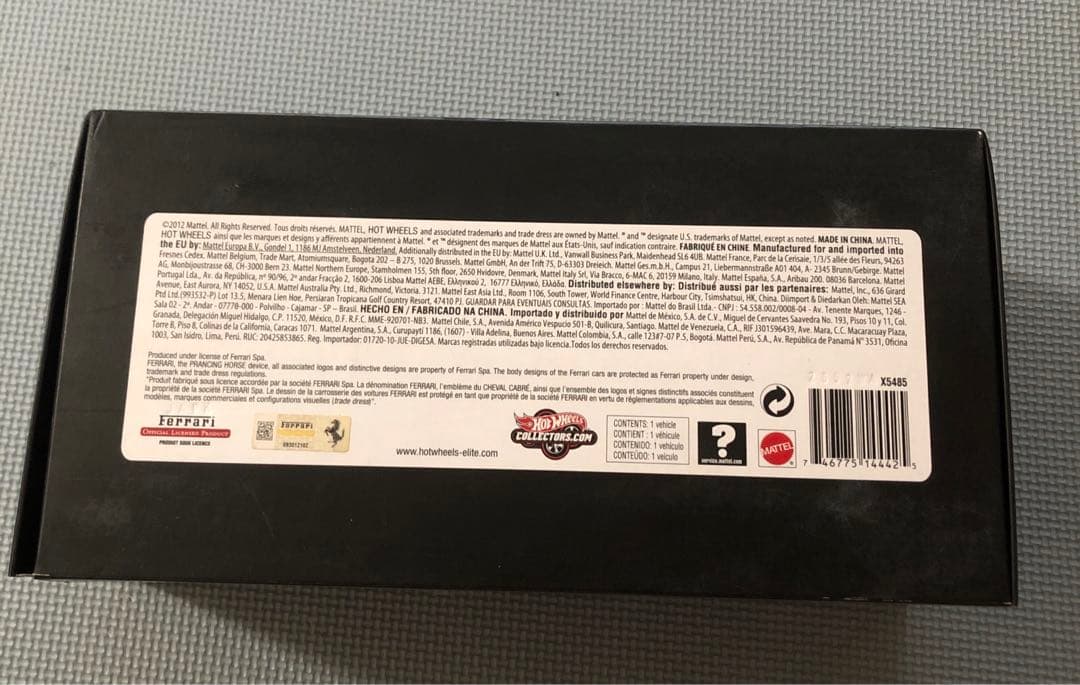 ©2012 Mattel. All Rights Reserved. Tous droits réservés. MATTEL, HOT WHEELS and associated trademarks and trade dress are owned by Mattel. ® and ™ designate U.S. trademarks of Mattel, except as noted. MADE IN CHINA. MATTEL,
HOT WHEELS ainsi que les marques et designs y afférents appartiennent à Mattel. ® et ™ désignent des marques de Mattel aux États-Unis, sauf indication contraire. FABRIQUÉ EN CHINE. Manufactured for and imported into
the EU by: Mattel Europa B.V., Gondel 1, 1186 MJ Amstelveen, Nederland. Additionally distributed in the EU by: Mattel U.K. Ltd., Vanwall Business Park, Maidenhead SL6 4UB. Mattel France, Parc de la Cerisaie, 1/3/5 allée des Fleurs, 94263
Fresnes Cedex. Mattel Belgium, Trade Mart, Atomiumsquare, Bogota 202 – B 275, 1020 Brussels. Mattel GmbH, An der Trift 75, D-63303 Dreieich. Mattel Ges.m.b.H., Campus 21, Liebermannstraße A01 404, A- 2345 Brunn/Gebirge. Mattel
AG, Monbijoustrasse 68, CH-3000 Bern 23. Mattel Northern Europe, Stamholmen 155, 5th floor, 2650 Hvidovre, Denmark. Mattel Italy Srl, Via Bracco, 6-MAC 6, 20159 Milano, Italy. Mattel España, S.A., Aribau 200. 08036 Barcelona. Mattel
Portugal Lda., Av. da República, nº 90/96, 2º andar Fracção 2, 1600-206 Lisboa Mattel AEBE, Ελληνικού 2, 16777 Ελληνικό, Ελλάδα. Distributed elsewhere by: Distribué aussi par les partenaires: Mattel, Inc., 636 Girard
Avenue, East Aurora, NY 14052, U.S.A. Mattel Australia Pty. Ltd., Richmond, Victoria. 3121. Mattel East Asia Ltd., Room 1106, South Tower, World Finance Centre, Harbour City, Tsimshatsui, HK, China. Diimport & Diedarkan Oleh: Mattel SEA
Ptd Ltd.(993532-P) Lot 13.5, Menara Lien Hoe, Persiaran Tropicana Golf Country Resort, 47410 PJ. GUARDAR PARA EVENTUAIS CONSULTAS. Importado por : Mattel do Brasil Ltda.- CNPJ : 54.558.002/0008-04 - Av. Tenente Marques, 1246 -
Sala 02 - 2º. Andar - 07778-000 - Polvilho - Cajamar - SP – Brasil. HECHO EN / FABRICADO NA CHINA. Importado y distribuido por Mattel de México, S.A. de C.V., Miguel de Cervantes Saavedra No. 193, Pisos 10 y 11, Col.
Granada, Delegación Miguel Hidalgo, C.P. 11520, México, D.F. R.F.C. MME-920701-NB3. Mattel Chile, S.A., Avenida Américo Vespucio 501-B, Quilicura, Santiago. Mattel de Venezuela, C.A., RIF J301596439, Ave. Mara, C.C. Macaracuay Plaza,
Torre B, Piso 8, Colinas de la California, Caracas 1071. Mattel Argentina, S.A., Curupaytí 1186, (1607) - Villa Adelina, Buenos Aires. Mattel Colombia, S.A., calle 123#7-07 P.5, Bogotá. Mattel Perú, S.A., Av. República de Panamá N° 3531, Oficina
1003, San Isidro, Lima, Perú. RUC: 20425853865. Reg. Importador: 01720-10-JUE-DIGESA. Marcas registradas utilizadas bajo licencia.Todos los derechos reservados.
Produced under license of Ferrari Spa.
FERRARI, the PRANCING HORSE device, all associated logos and distinctive designs are property of Ferrari Spa. The body designs of the Ferrari cars are protected as Ferrari property under design,
trademark and trade dress regulations.
"Produit fabriqué sous licence accordée par la société FERRARI Spa. La dénomination FERRARI, l'emblème du CHEVAL CABRÉ, ainsi que l'ensemble des logos et signes distinctifs associés constituent
la propriété de la société FERRARI Spa. Le dessin de la carrosserie des voitures FERRARI est protégé en tant que propriété de la société FERRARI en vertu de réglementations applicables aux dessins,
modèles, marques commerciales et configurations visuelles (trade dress)".
X5485
Ferrari
OFFICIAL LICENSED PRODUCT
PRODUIT SOUS LICENCE
Ferrari
www.hotwheels-elite.com
HOT WHEELS
COLLECTORS.COM
CONTENTS: 1 vehicle
CONTIENT : 1 véhicule
CONTENIDO: 1 vehículo
CONTEÚDO: 1 veículo
?
service.mattel.com
MATTEL
7 46775 14442 5